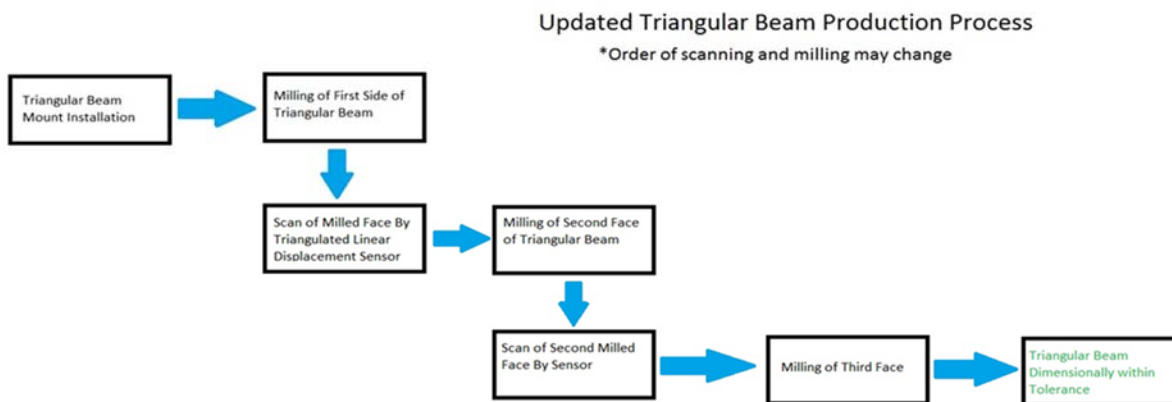 Updated Triangular Beam Production Process
*Order of scanning and milling may change
Triangular Beam
Mount Installation
Milling of First Side of
Triangular Beam
Scan of Milled Face By
Triangulated Linear
Displacement Sensor
Milling of Second Face
of Triangular Beam
Scan of Second Milled
Face By Sensor
Milling of Third Face
Triangular Beam
Dimensionally within
Tolerance